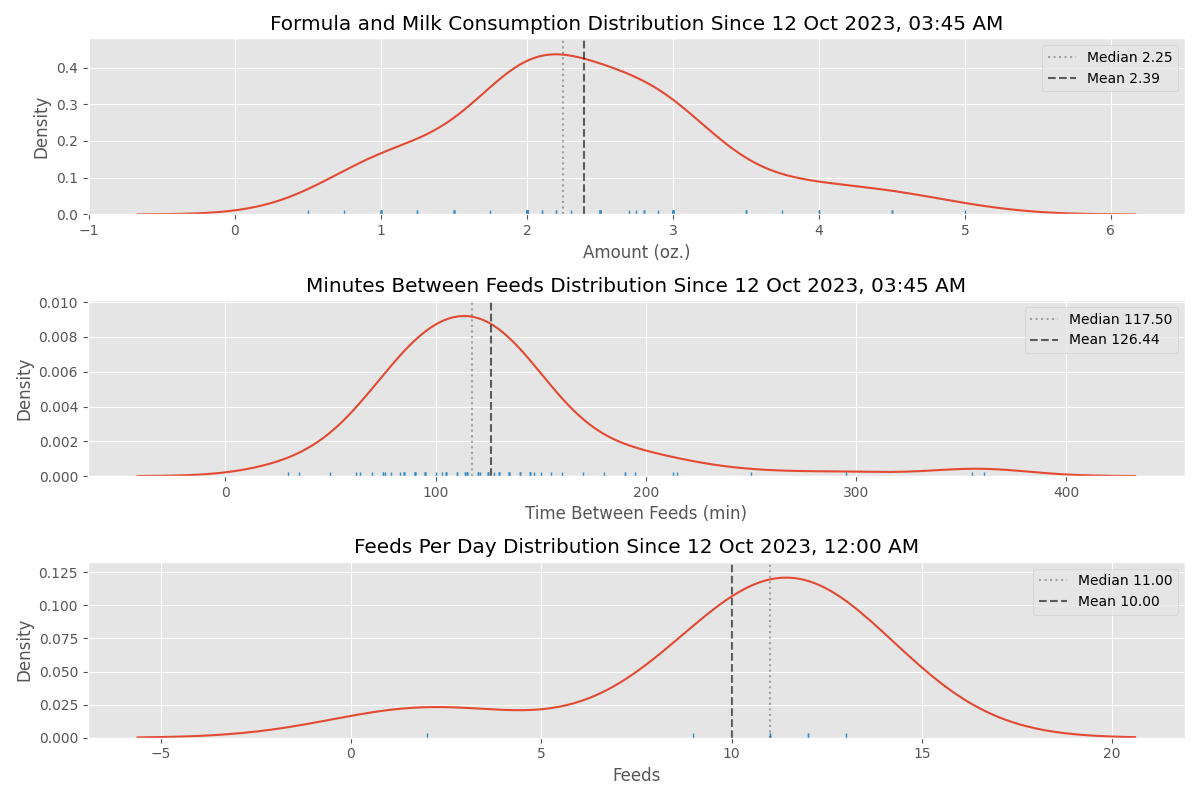 Formula and Milk Consumption Distribution Since 12 Oct 2023, 03:45 AM
Density
0.4
0.3
0.2
0.1
0.0
Median 2.25
Mean 2.39
−1 0 1 2 3 4 5 6
Amount (oz.)
Minutes Between Feeds Distribution Since 12 Oct 2023, 03:45 AM
Density
0.010
0.008
0.006
0.004
0.002
0.000
Median 117.50
Mean 126.44
0 100 200 300 400
Time Between Feeds (min)
Feeds Per Day Distribution Since 12 Oct 2023, 12:00 AM
Density
0.125
0.100
0.075
0.050
0.025
0.000
Median 11.00
Mean 10.00
−5 0 5 10 15 20
Feeds